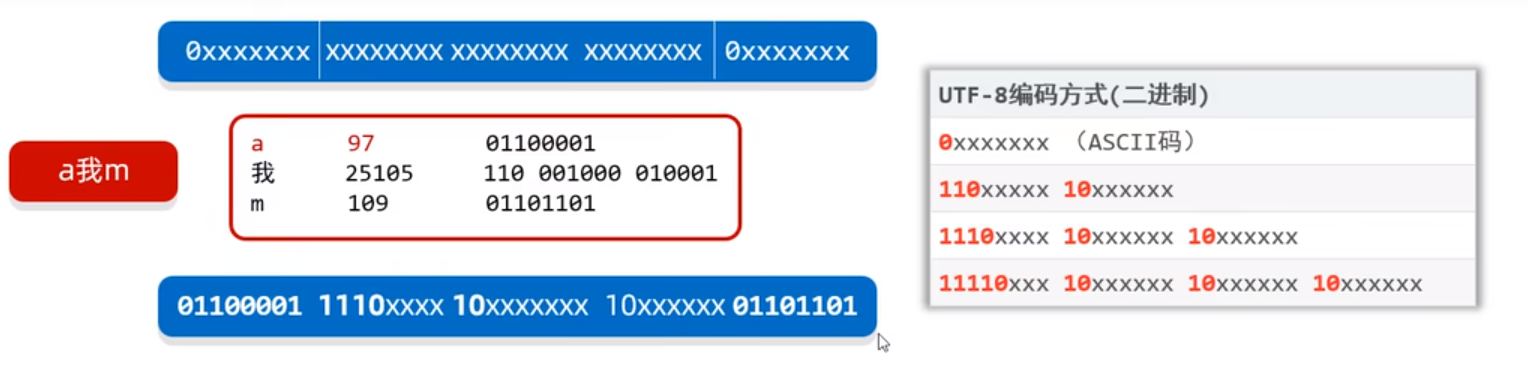 0xxxxxxx xxxxxxxx xxxxxxxx xxxxxxxx 0xxxxxxx
a我m
a 97 01100001
我 25105 110 001000 010001
m 109 01101101
01100001 1110xxxx 10xxxxxxx 10xxxxxx 01101101
UTF-8编码方式(二进制)
0xxxxxxx （ASCII码）
110xxxxx 10xxxxxx
1110xxxx 10xxxxxx 10xxxxxx
11110xxx 10xxxxxx 10xxxxxx 10xxxxxx